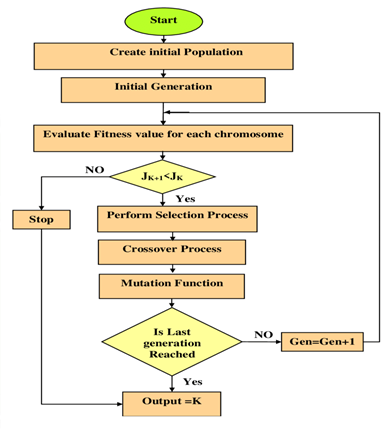 Start
Create initial Population
Initial Generation
Evaluate Fitness value for each chromosome
NO
J_{K+1}<J_K
Yes
Stop
Perform Selection Process
Crossover Process
Mutation Function
Is Last
generation
Reached
NO
Gen=Gen+1
Yes
Output =K